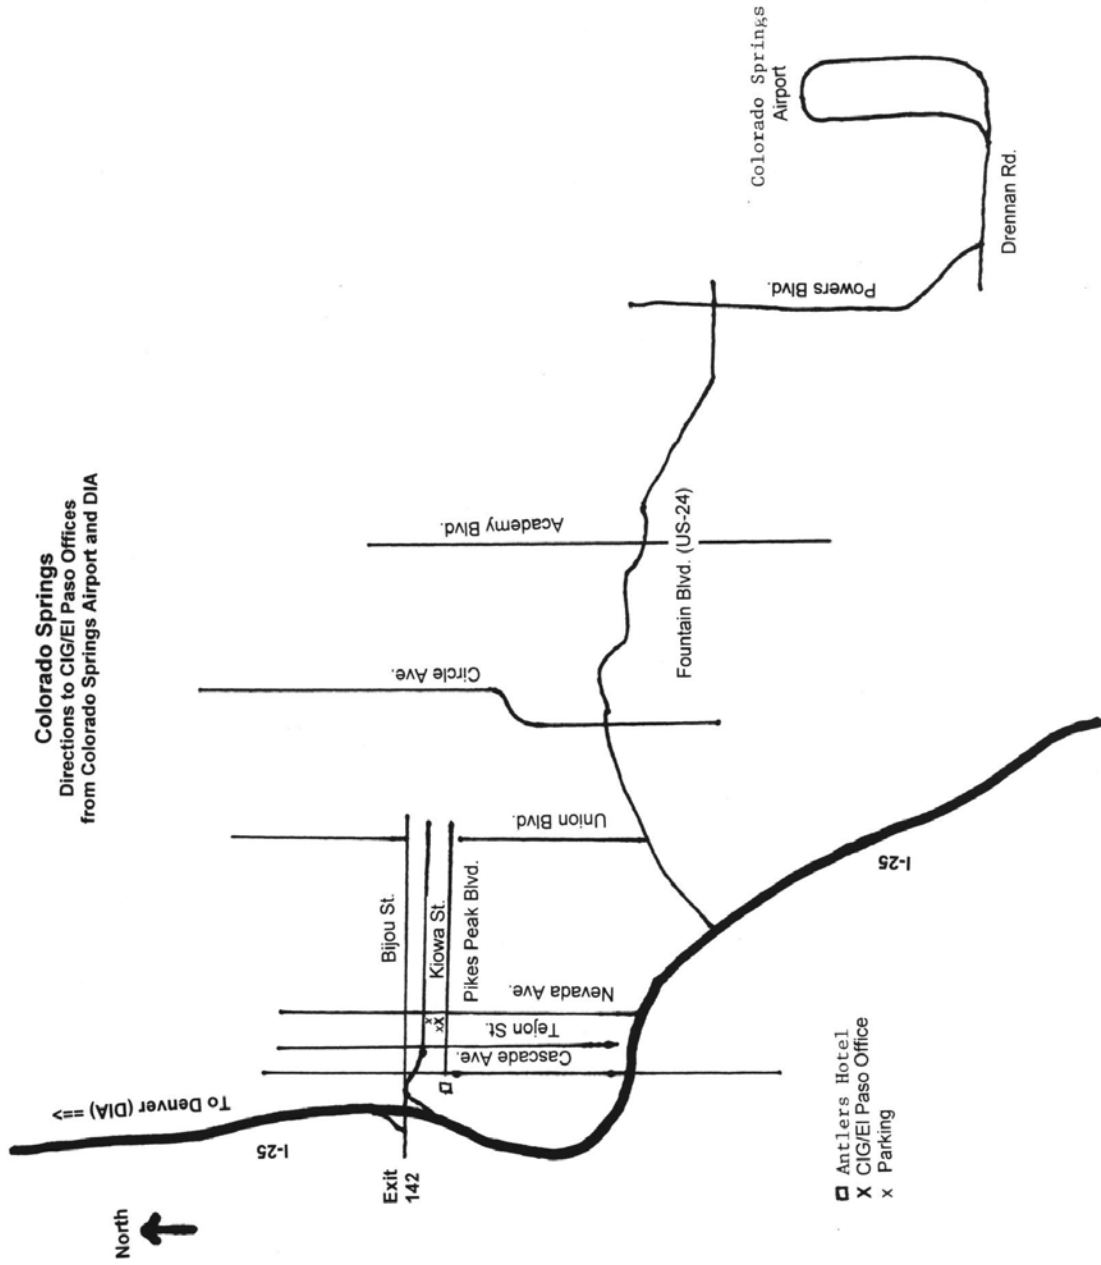 Colorado Springs
Directions to CIG/El Paso Offices
from Colorado Springs Airport and DIA
North
To Denver (DIA) ==>
I-25
Exit
142
Bijou St.
Kiowa St.
Pikes Peak Blvd.
Cascade Ave.
Tejon St.
Nevada Ave.
Union Blvd.
Circle Ave.
Academy Blvd.
Fountain Blvd. (US-24)
Powers Blvd.
Drennan Rd.
Colorado Springs
Airport
I-25
x
x X
Antlers Hotel
X CIG/El Paso Office
x Parking